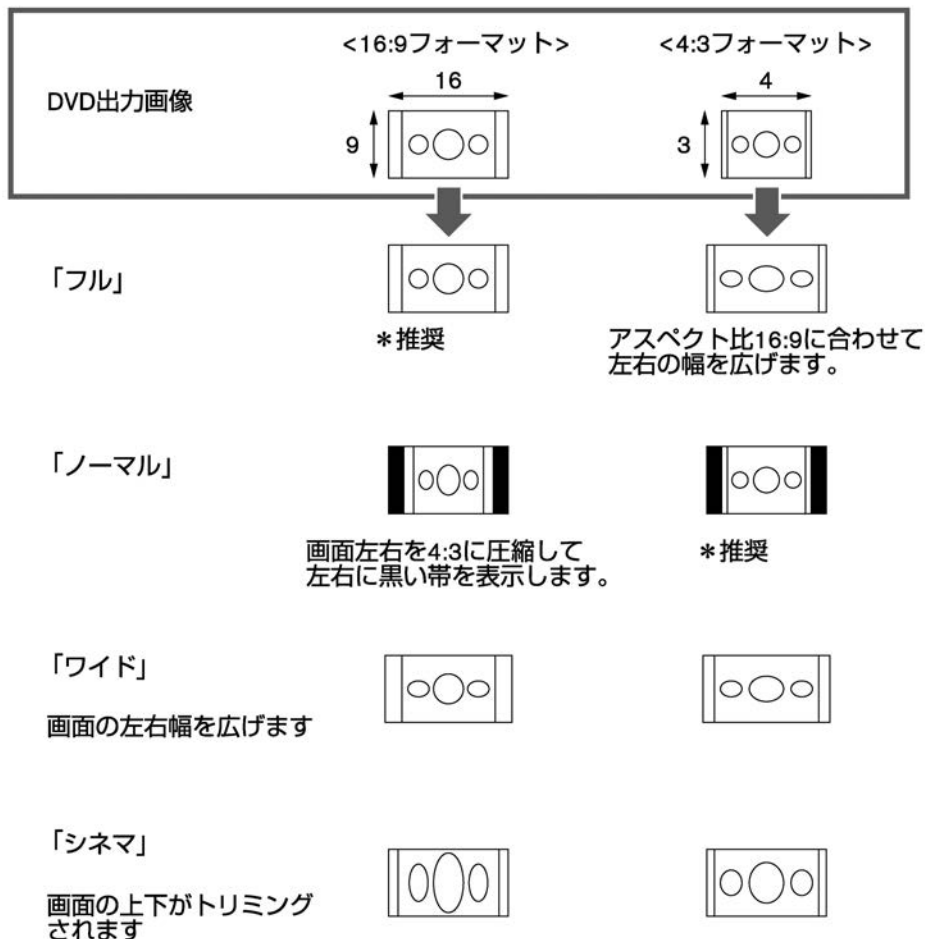 <16:9フォーマット>
<4:3フォーマット>
DVD出力画像
16
4
9
3
「フル」
＊推奨
アスペクト比16:9に合わせて
左右の幅を広げます。
「ノーマル」
画面左右を4:3に圧縮して
左右に黒い帯を表示します。
＊推奨
「ワイド」
画面の左右幅を広げます
「シネマ」
画面の上下がトリミング
されます